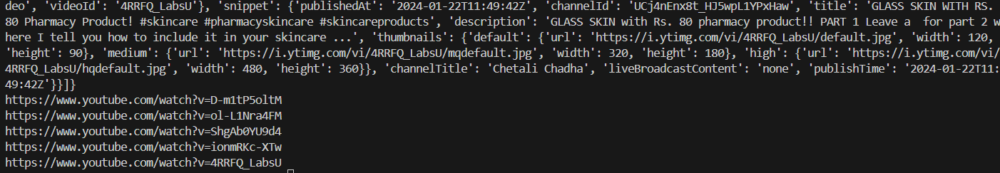 deo', 'videoId': '4RRFQ_LabsU'}, 'snippet': {'publishedAt': '2024-01-22T11:49:42Z', 'channelId': 'UCj4nEnx8t_HJ5wpL1YPxHaw', 'title': 'GLASS SKIN WITH RS.
80 Pharmacy Product! #skincare #pharmacyskincare #skincareproducts', 'description': 'GLASS SKIN with Rs. 80 pharmacy product!! PART 1 Leave a  for part 2 w
here I tell you how to include it in your skincare ...', 'thumbnails': {'default': {'url': 'https://i.ytimg.com/vi/4RRFQ_LabsU/default.jpg', 'width': 120,
'height': 90}, 'medium': {'url': 'https://i.ytimg.com/vi/4RRFQ_LabsU/mqdefault.jpg', 'width': 320, 'height': 180}, 'high': {'url': 'https://i.ytimg.com/vi/
4RRFQ_LabsU/hqdefault.jpg', 'width': 480, 'height': 360}}, 'channelTitle': 'Chetali Chadha', 'liveBroadcastContent': 'none', 'publishTime': '2024-01-22T11:
49:42Z'}}]}
https://www.youtube.com/watch?v=D-m1tP5oltM
https://www.youtube.com/watch?v=ol-L1Nra4FM
https://www.youtube.com/watch?v=ShgAb0YU9d4
https://www.youtube.com/watch?v=ionmRKc-XTw
https://www.youtube.com/watch?v=4RRFQ_LabsU